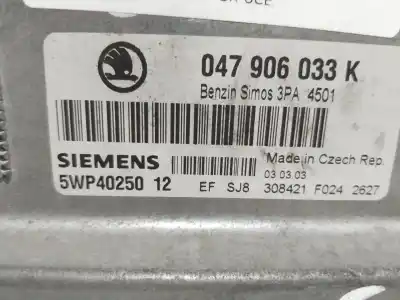 047 906 033 K
Benzin Simos 3PA 4501
SIEMENS
Made in Czech Rep.
03.03.03
5WP40250 12 EF SJ8 308421 F024 2627